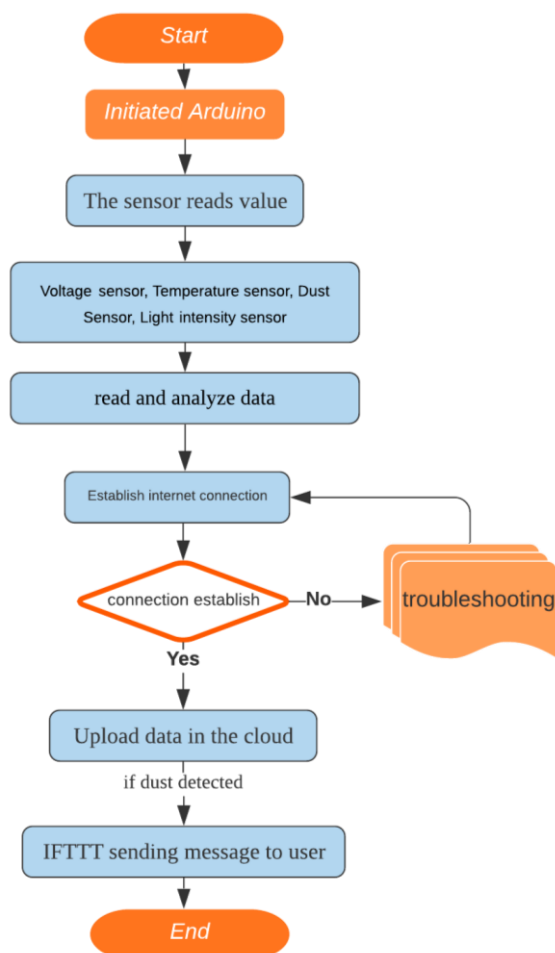 Start
Initiated Arduino
The sensor reads value
Voltage sensor, Temperature sensor, Dust
Sensor, Light intensity sensor
read and analyze data
Establish internet connection
connection establish
No
troubleshooting
Yes
Upload data in the cloud
if dust detected
IFTTT sending message to user
End